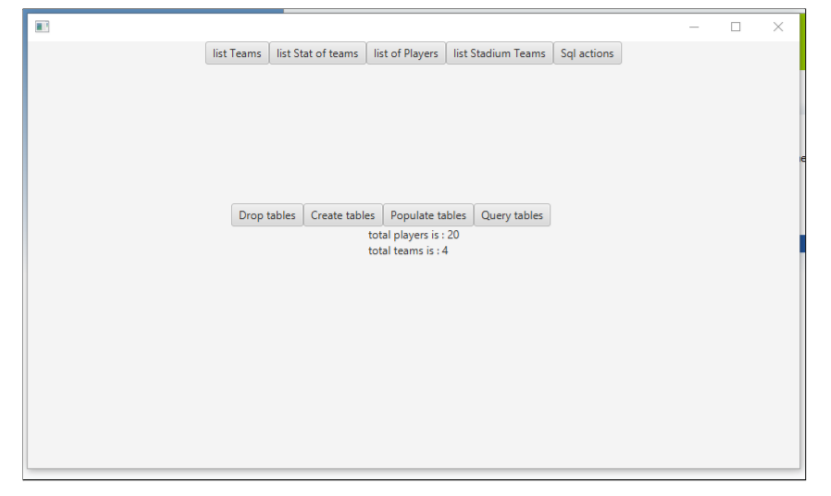 list Teams list Stat of teams list of Players list Stadium Teams Sql actions
Drop tables Create tables Populate tables Query tables
total players is : 20
total teams is : 4